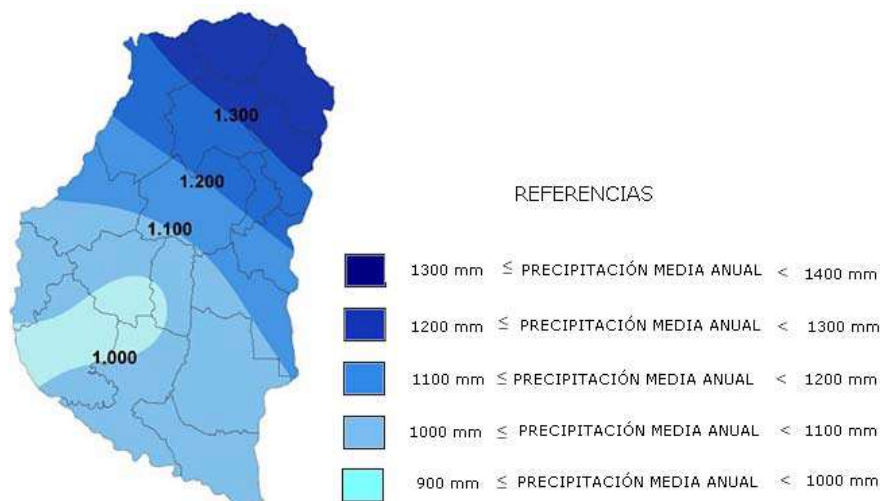 1.300
1.200
1.100
1.000
REFERENCIAS
1300 mm ≤ PRECIPITACIÓN MEDIA ANUAL < 1400 mm
1200 mm ≤ PRECIPITACIÓN MEDIA ANUAL < 1300 mm
1100 mm ≤ PRECIPITACIÓN MEDIA ANUAL < 1200 mm
1000 mm ≤ PRECIPITACIÓN MEDIA ANUAL < 1100 mm
900 mm ≤ PRECIPITACIÓN MEDIA ANUAL < 1000 mm